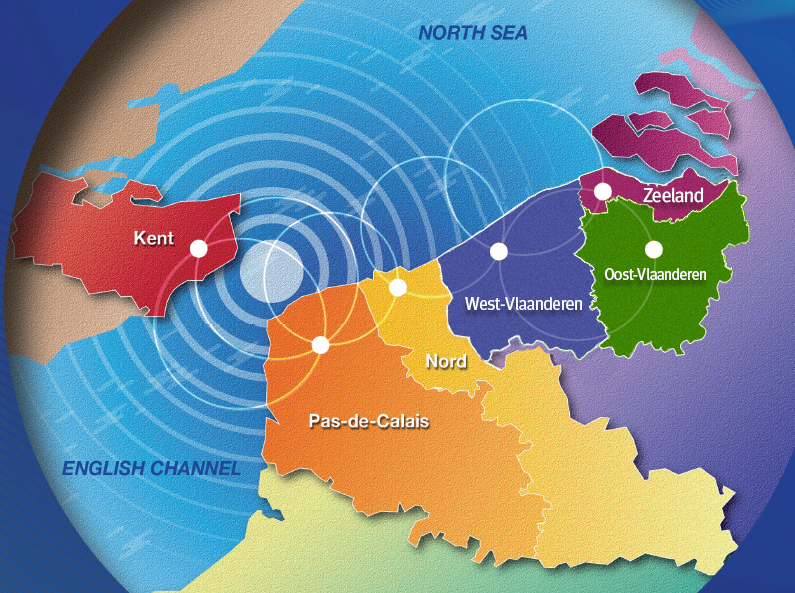 NORTH SEA
Zeeland
Kent
Oost-Vlaanderen
West-Vlaanderen
Nord
Pas-de-Calais
ENGLISH CHANNEL